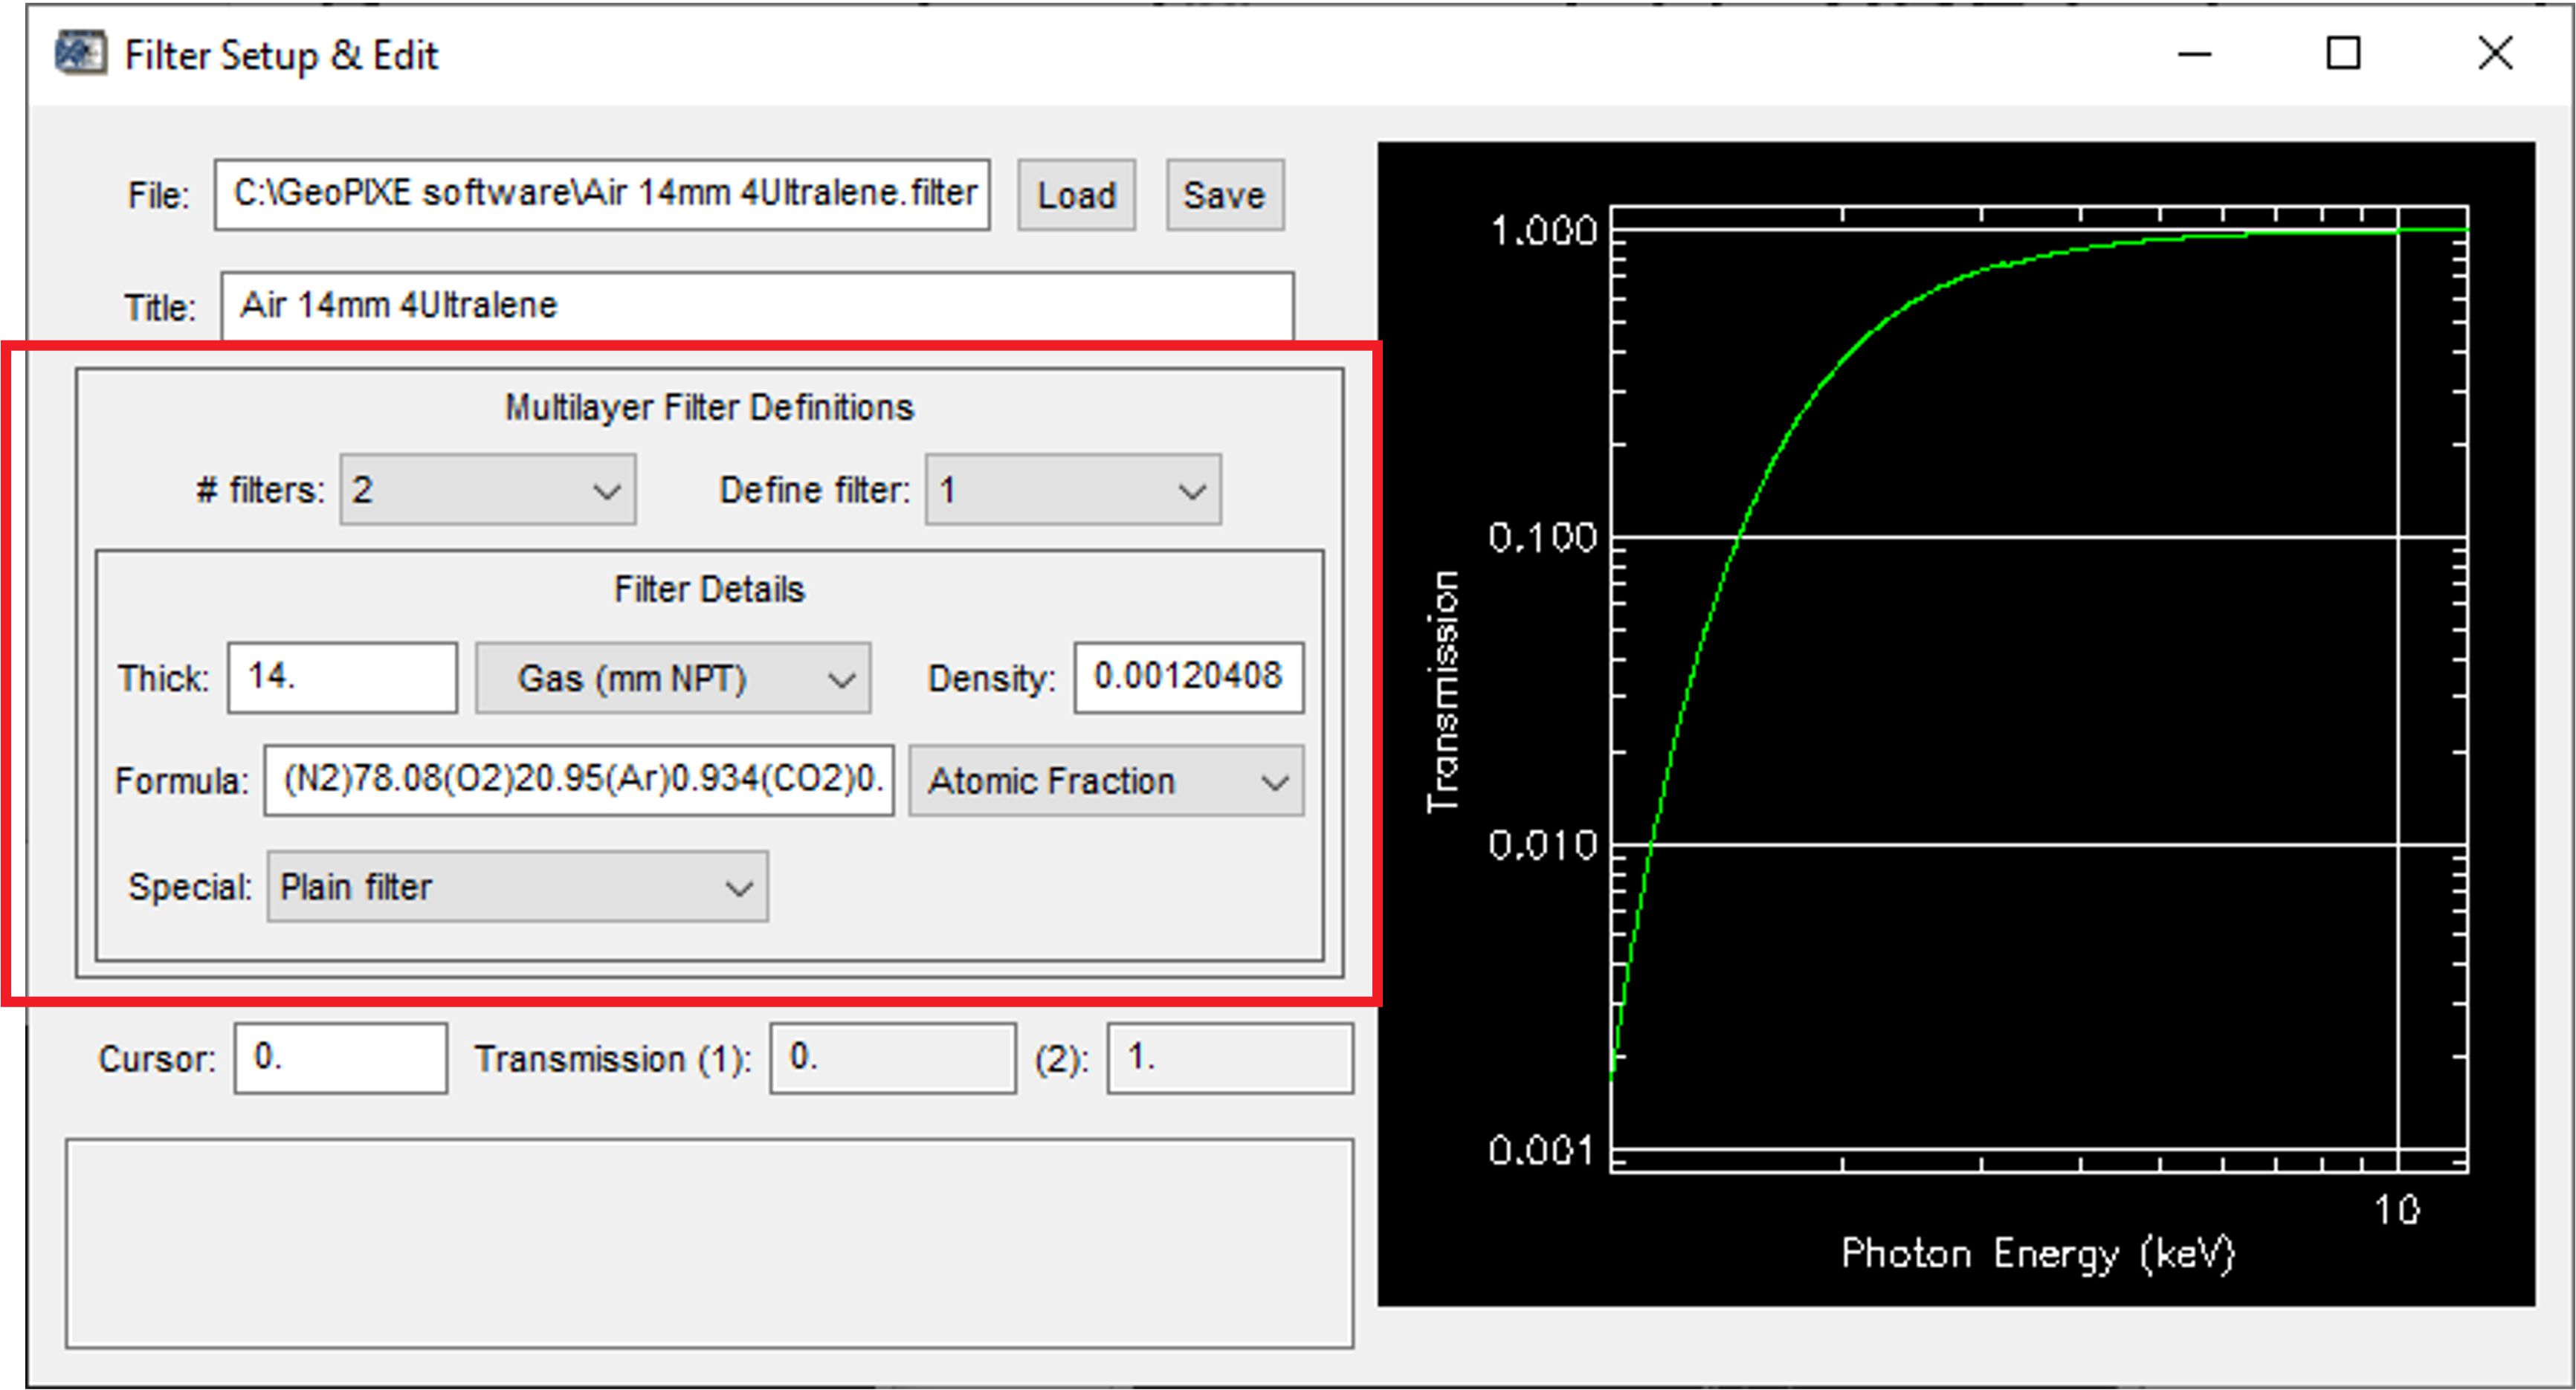 Filter Setup & Edit
File: C:\GeoPIXE software\Air 14mm 4Ultralene.filter Load Save
Title: Air 14mm 4Ultralene
Multilayer Filter Definitions
# filters: 2 Define filter: 1
Filter Details
Thick: 14. Gas (mm NPT) Density: 0.00120408
Formula: (N2)78.08(O2)20.95(Ar)0.934(CO2)0. Atomic Fraction
Special: Plain filter
Cursor: 0. Transmission (1): 0. (2): 1.
1.000
0.100
0.010
0.001
Transmission
10
Photon Energy (keV)